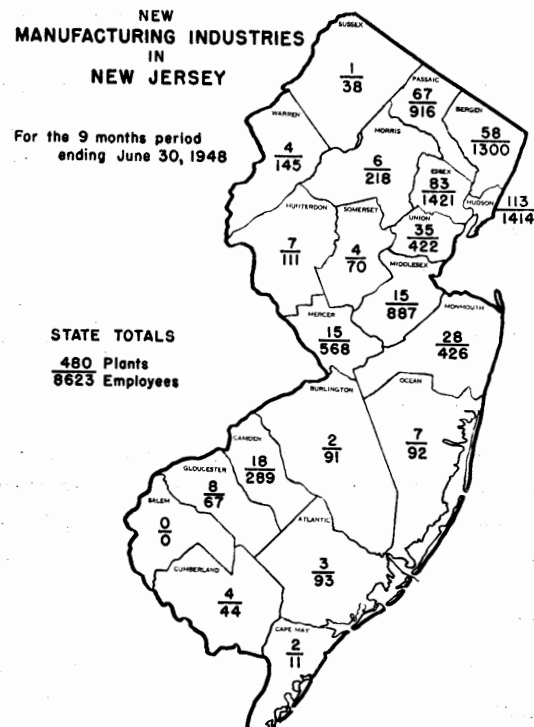 NEW
MANUFACTURING INDUSTRIES
IN
NEW JERSEY
For the 9 months period
ending June 30, 1948
SUSSEX
1
38
PASSAIC
67
916
BERGEN
58
1300
WARREN
4
145
MORRIS
6
218
ESSEX
83
1421
HUDSON
113
1414
HUNTERDON
7
111
SOMERSET
4
70
UNION
35
422
MIDDLESEX
15
887
MERCER
15
568
MONMOUTH
28
426
STATE TOTALS
480 Plants
8623 Employees
BURLINGTON
2
91
OCEAN
7
92
CAMDEN
18
289
GLOUCESTER
8
67
SALEM
0
0
ATLANTIC
3
93
CUMBERLAND
4
44
CAPE MAY
2
11